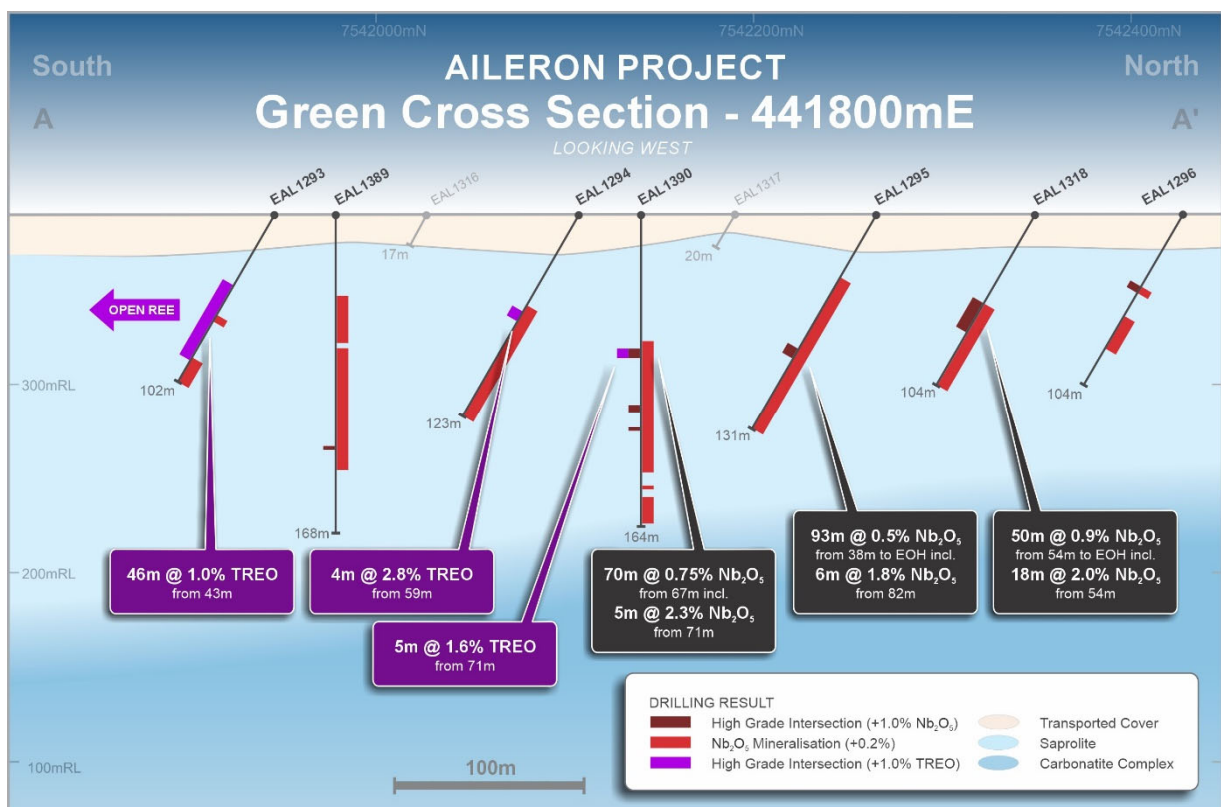 7542000mN
7542200mN
7542400mN
South
AILERON PROJECT
North
A
Green Cross Section - 441800mE
A'
LOOKING WEST
EAL1293
EAL1389
EAL1316
EAL1294
EAL1390
EAL1317
EAL1295
EAL1318
EAL1296
17m
20m
OPEN REE
300mRL
102m
123m
131m
104m
104m
168m
164m
46m @ 1.0% TREO
from 43m
4m @ 2.8% TREO
from 59m
5m @ 1.6% TREO
from 71m
70m @ 0.75% Nb₂O₅
from 67m incl.
5m @ 2.3% Nb₂O₅
from 71m
93m @ 0.5% Nb₂O₅
from 38m to EOH incl.
6m @ 1.8% Nb₂O₅
from 82m
50m @ 0.9% Nb₂O₅
from 54m to EOH incl.
18m @ 2.0% Nb₂O₅
from 54m
200mRL
100mRL
100m
DRILLING RESULT
High Grade Intersection (+1.0% Nb₂O₅)
Nb₂O₅ Mineralisation (+0.2%)
High Grade Intersection (+1.0% TREO)
Transported Cover
Saprolite
Carbonatite Complex